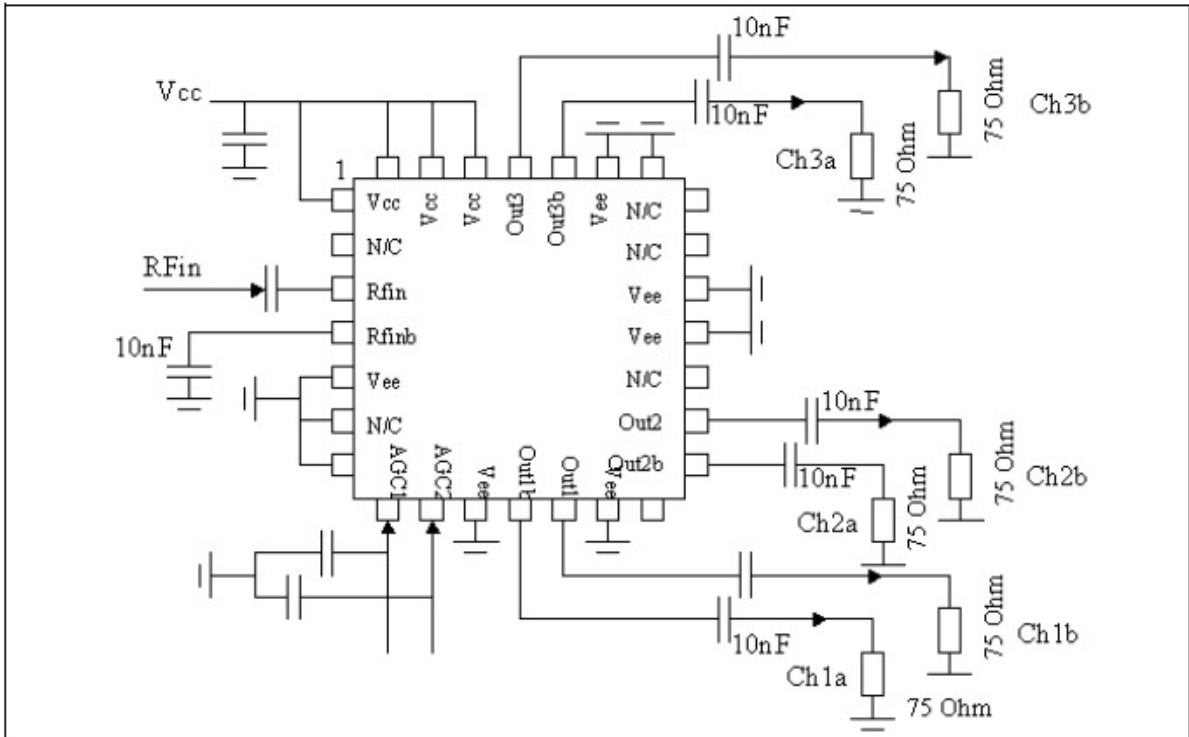 10nF
Vcc
10nF
75 Ohm
Ch3b
Ch3a
75 Ohm
1
Vcc
Vcc
Vcc
Out3
Out3b
Vee
N/C
N/C
N/C
RFin
Rfin
Vee
Rfinb
Vee
10nF
Vee
N/C
N/C
10nF
Out2
AGC1
AGC2
Vee
Out1b
Out1
Vee
Out2b
10nF
75 Ohm
Ch2b
Ch2a
75 Ohm
10nF
75 Ohm
Ch1b
Ch1a
75 Ohm